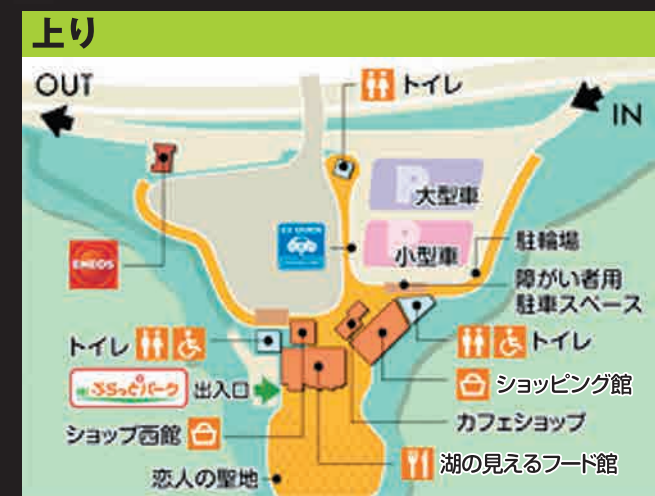 上り
OUT
トイレ
IN
P
大型車
P
小型車
EV QUICK
駐輪場
ENEOS
障がい者用
駐車スペース
トイレ
トイレ
ぷらっとパーク
出入口
ショッピング館
カフェショップ
ショップ西館
湖の見えるフード館
恋人の聖地